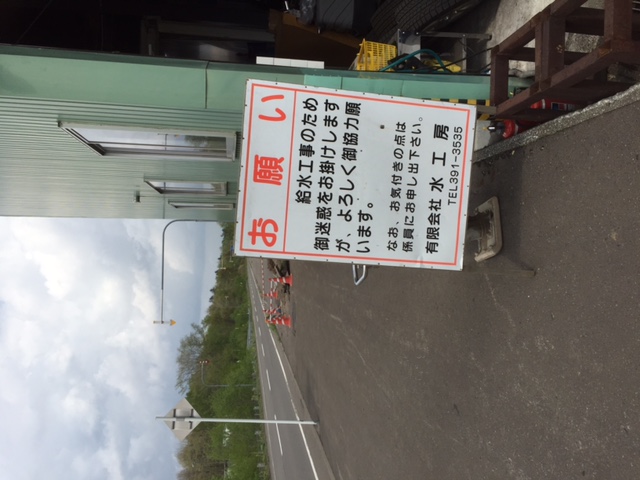 お願い
給水工事のため
御迷惑をお掛けします
が、よろしく御協力願
います。
なお、お気付きの点は
係員にお申し出下さい。
有限会社 水工房
TEL391-3535